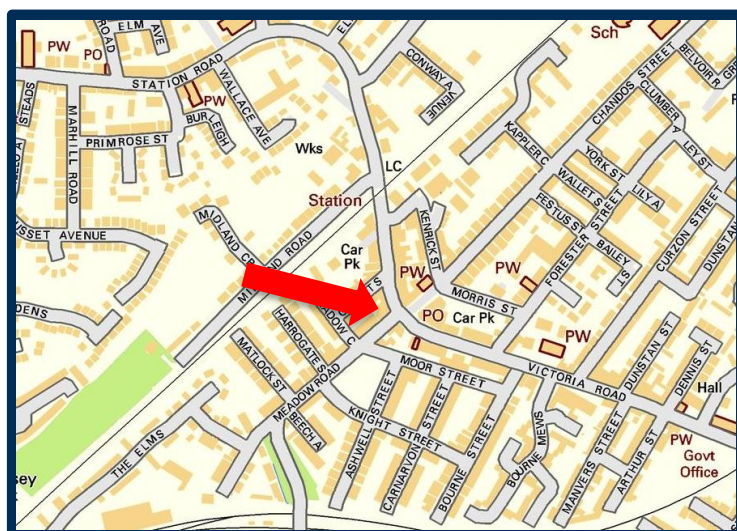 ELM AVE
ROAD
PW
PO
STATION ROAD
WALLACE AVE
PW
BURLEIGH
PRIMROSE ST
MARHILL ROAD
STEADS
CONWAY AVENUE
Sch
CHANDOS STREET
BELVOIR R
CLUMBER A
LEY ST
Wks
LC
KAPPLER C
YORK ST
WALLET S
LILY A
FESTUS ST
FORESTER STREET
BAILEY ST
CURZON STREET
DUNSTAN
Station
KENRICK ST
MIDLAND CR
Car
Pk
PW
MORRIS ST
PW
PO
Car Pk
PW
HARROGATE S
MEADOW C
MATLOCK ST
MEADOW ROAD
BEECH A
MOOR STREET
VICTORIA ROAD
DUNSTAN ST
DENNIS ST
Hall
KNIGHT STREET
ASHWELL STREET
CARNARVON STREET
BOURNE STREET
BOURNE MEWS
MANVERS STREET
ARTHUR ST
PW
Govt
Office
THE ELMS
sey
DENS
SSET AVENUE